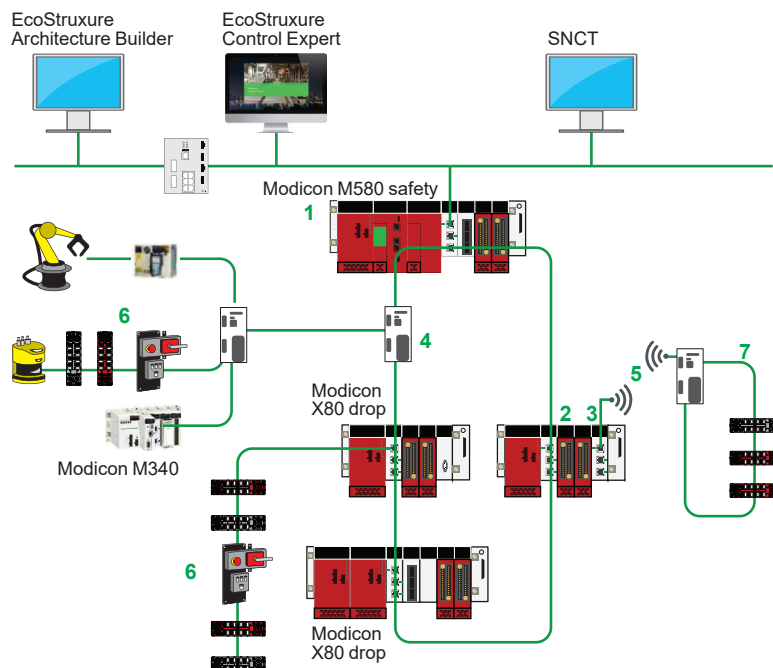 EcoStruxure
Architecture Builder
EcoStruxure
Control Expert
SNCT
Modicon M580 safety
1
6
4
5
7
Modicon
X80 drop
2
3
Modicon M340
6
Modicon
X80 drop